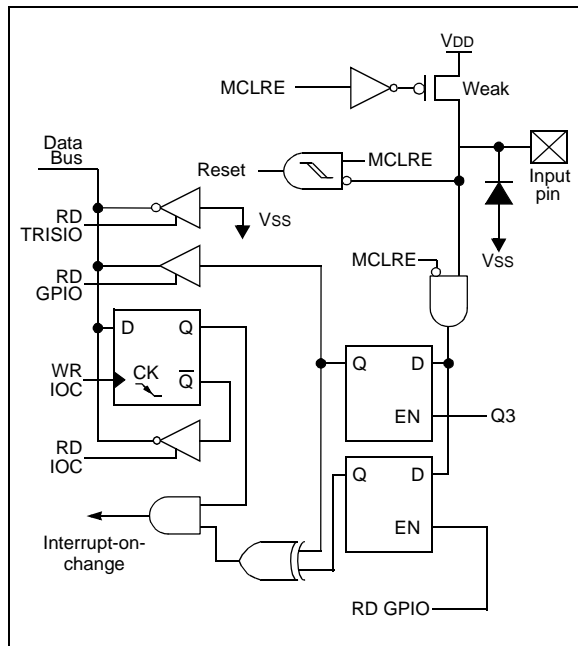 VDD
MCLRE
Weak
Data
Bus
MCLRE
Reset
Input
pin
RD
TRISIO
VSS
VSS
RD
GPIO
MCLRE
D
Q
Q
D
WR
IOC
CK
Q
EN
Q3
RD
IOC
Q
D
EN
Interrupt-on-
change
RD GPIO